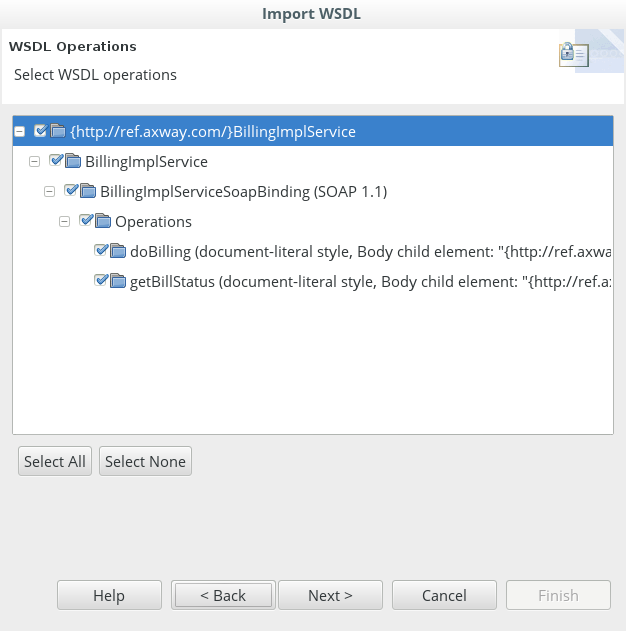 Import WSDL
WSDL Operations
Select WSDL operations
{http://ref.axway.com/}BillingImplService
BillingImplService
BillingImplServiceSoapBinding (SOAP 1.1)
Operations
doBilling (document-literal style, Body child element: "{http://ref.axwa
getBillStatus (document-literal style, Body child element: "{http://ref.a
Select All Select None
Help < Back Next > Cancel Finish